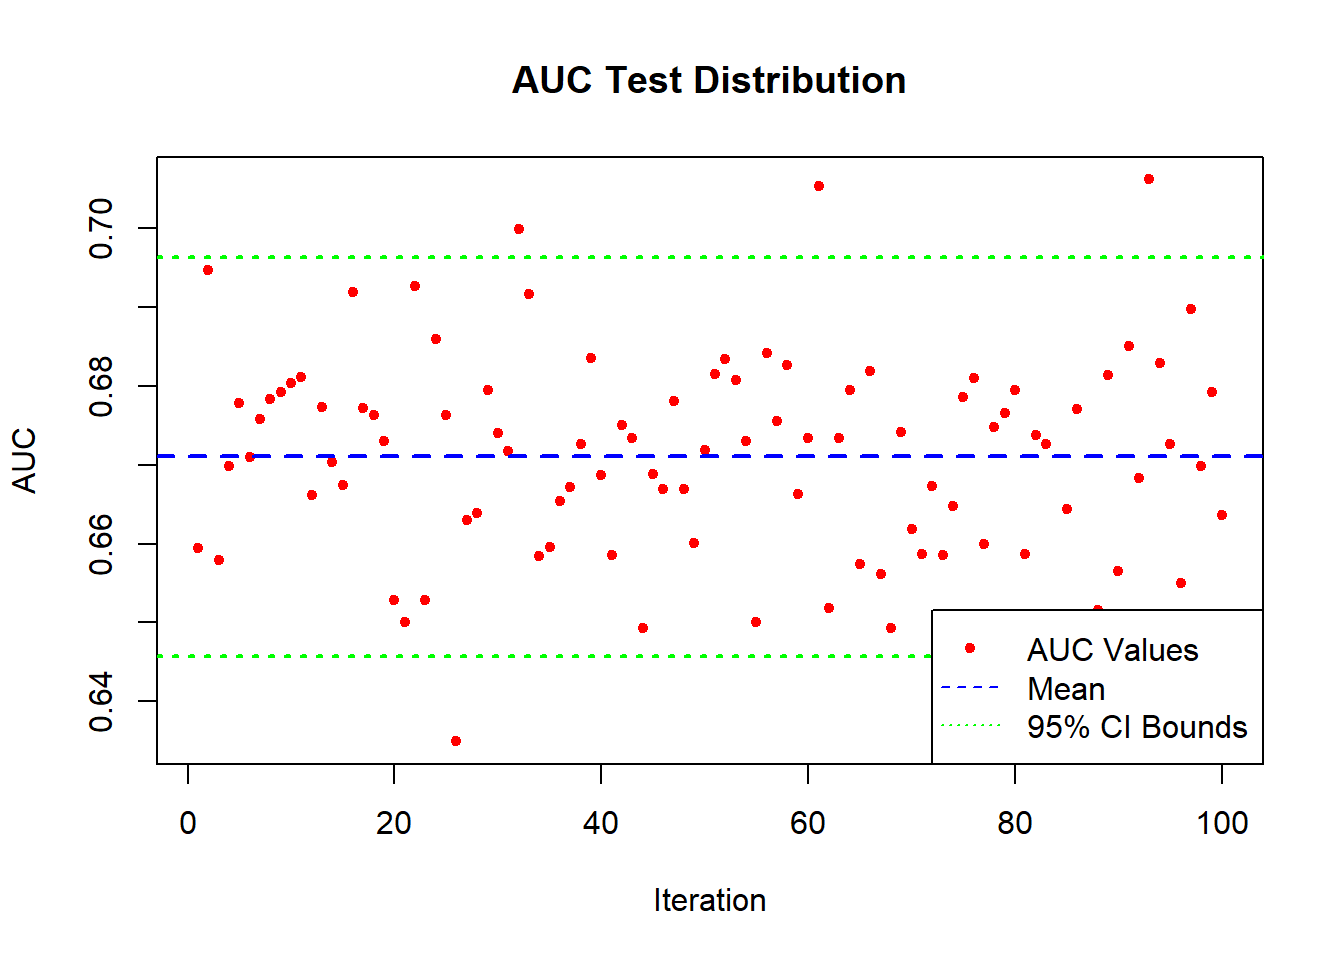 AUC Test Distribution
AUC
0.70
0.68
0.66
0.64
AUC Values
Mean
95% CI Bounds
0 20 40 60 80 100
Iteration